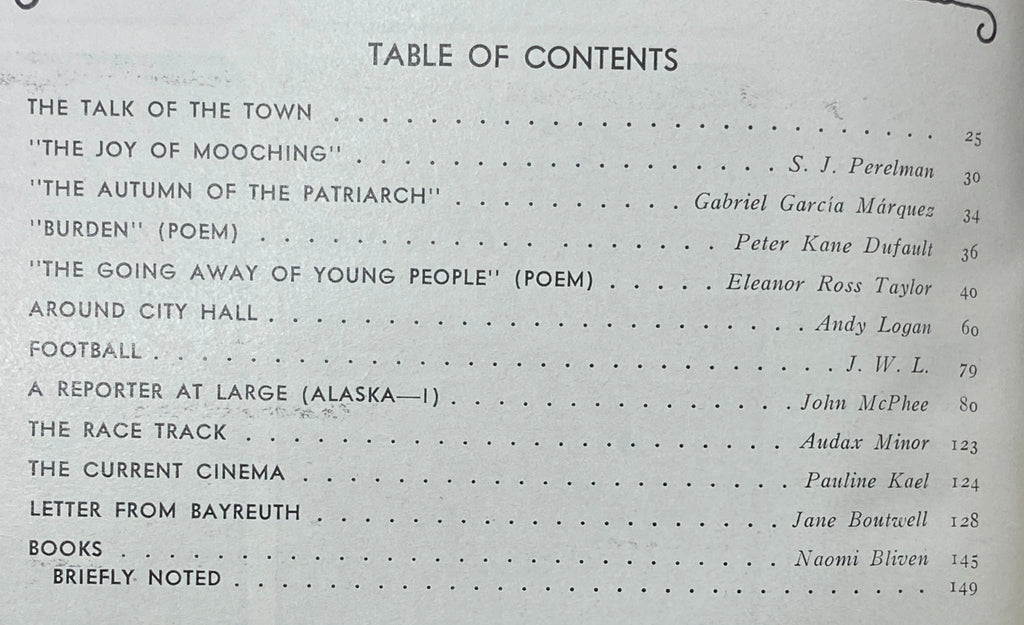 TABLE OF CONTENTS
THE TALK OF THE TOWN . . . . . . . . . . . . . . . . . . . . . . . . . 25
"THE JOY OF MOOCHING" . . . . . . . . . . . . . . . . . . S. J. Perelman 30
"THE AUTUMN OF THE PATRIARCH" . . . . . . . . . . Gabriel García Márquez 34
"BURDEN" (POEM) . . . . . . . . . . . . . . . . . . . Peter Kane Dufault 36
"THE GOING AWAY OF YOUNG PEOPLE" (POEM) . . . . . Eleanor Ross Taylor 40
AROUND CITY HALL . . . . . . . . . . . . . . . . . . . . . . . Andy Logan 60
FOOTBALL . . . . . . . . . . . . . . . . . . . . . . . . . . . . J. W. L. 79
A REPORTER AT LARGE (ALASKA—I) . . . . . . . . . . . . . . . John McPhee 80
THE RACE TRACK . . . . . . . . . . . . . . . . . . . . . . Audax Minor 123
THE CURRENT CINEMA . . . . . . . . . . . . . . . . . . . . Pauline Kael 124
LETTER FROM BAYREUTH . . . . . . . . . . . . . . . . . . . Jane Boutwell 128
BOOKS . . . . . . . . . . . . . . . . . . . . . . . . . . . Naomi Bliven 145
BRIEFLY NOTED . . . . . . . . . . . . . . . . . . . . . . . . . . . . . 149